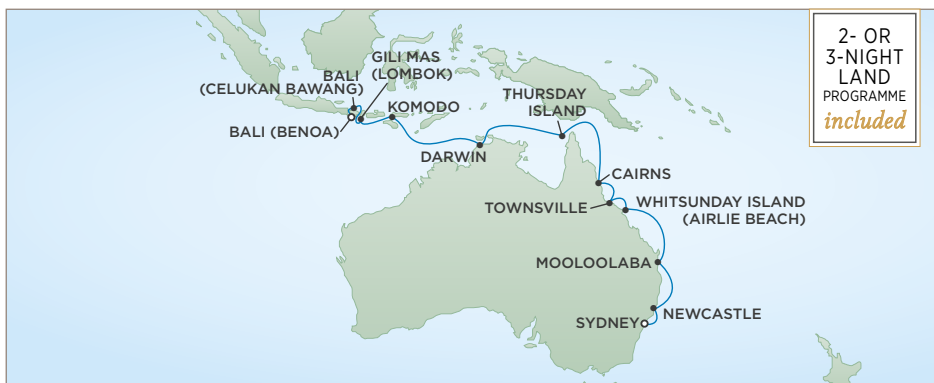 2- OR
3-NIGHT
LAND
PROGRAMME
included
GILI MAS
(LOMBOK)
BALI
(CELUKAN BAWANG)
KOMODO
BALI (BENOA)
THURSDAY
ISLAND
DARWIN
CAIRNS
TOWNSVILLE
WHITSUNDAY ISLAND
(AIRLIE BEACH)
MOOLOOLABA
NEWCASTLE
SYDNEY